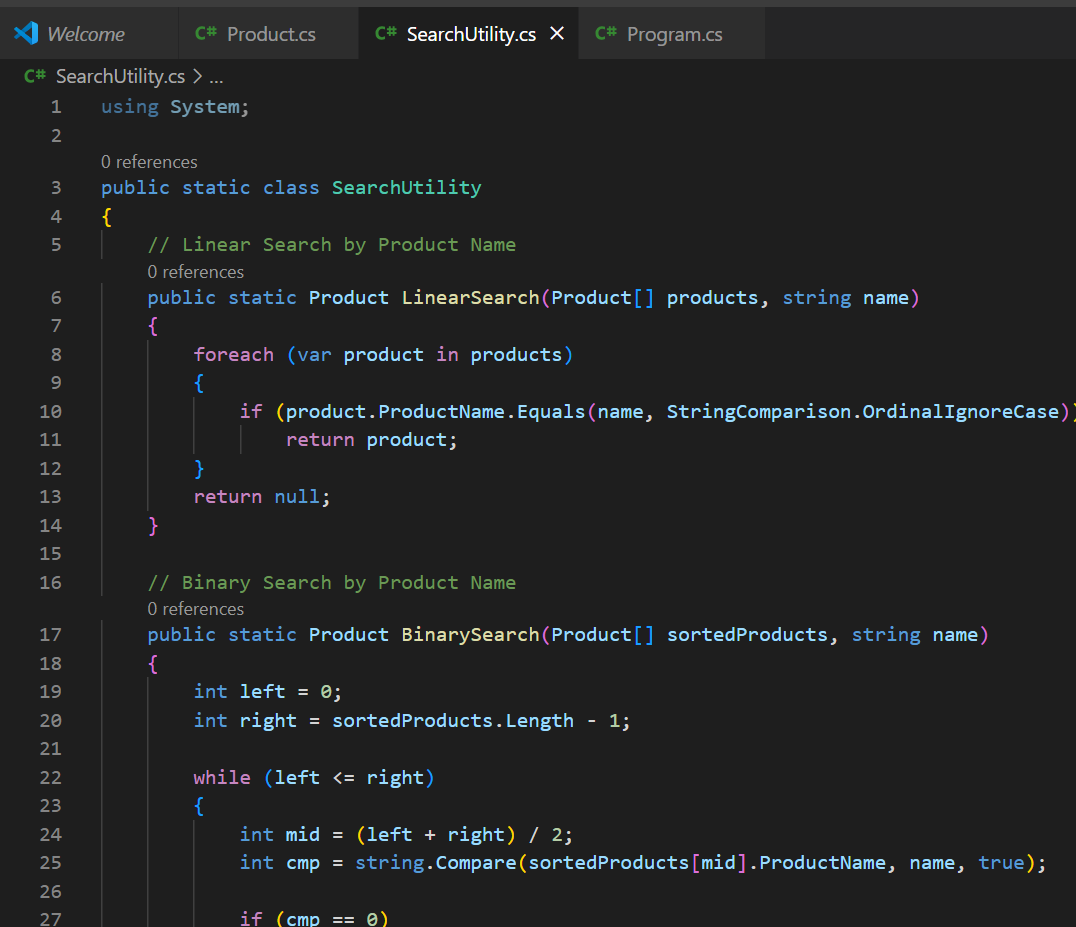 Welcome C# Product.cs C# SearchUtility.cs × C# Program.cs
C# SearchUtility.cs > ...
1 using System;
2
0 references
3 public static class SearchUtility
4 {
5 // Linear Search by Product Name
0 references
6 public static Product LinearSearch(Product[] products, string name)
7 {
8 foreach (var product in products)
9 {
10 if (product.ProductName.Equals(name, StringComparison.OrdinalIgnoreCase))
11 return product;
12 }
13 return null;
14 }
15
16 // Binary Search by Product Name
0 references
17 public static Product BinarySearch(Product[] sortedProducts, string name)
18 {
19 int left = 0;
20 int right = sortedProducts.Length - 1;
21
22 while (left <= right)
23 {
24 int mid = (left + right) / 2;
25 int cmp = string.Compare(sortedProducts[mid].ProductName, name, true);
26
27 if (cmp == 0)